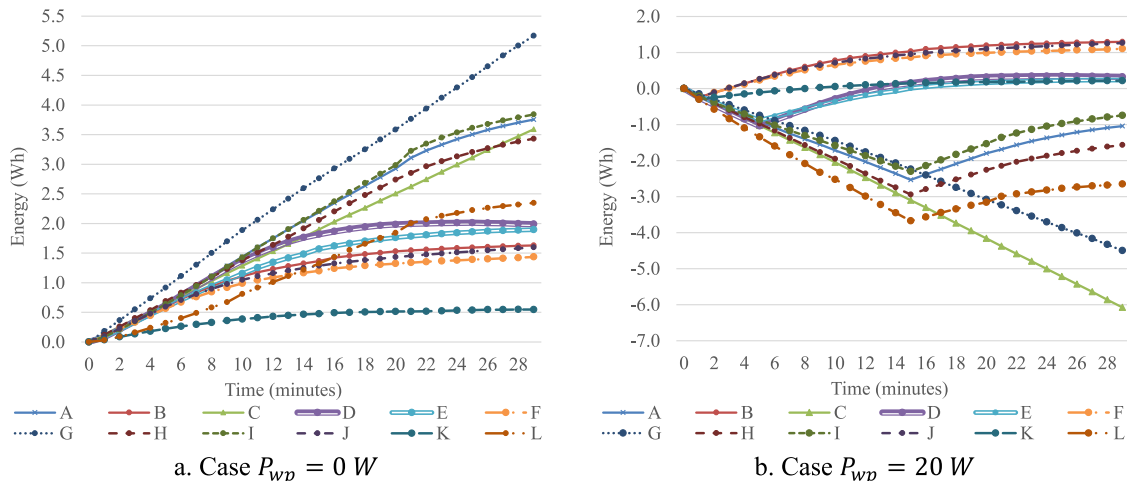 5.5
5.0
4.5
4.0
3.5
3.0
2.5
2.0
1.5
1.0
0.5
0.0
Energy (Wh)
0 2 4 6 8 10 12 14 16 18 20 22 24 26 28
Time (minutes)
A B C D E F
G H I J K L
a. Case P_wp = 0 W
2.0
1.0
0.0
-1.0
-2.0
-3.0
-4.0
-5.0
-6.0
-7.0
Energy (Wh)
0 2 4 6 8 10 12 14 16 18 20 22 24 26 28
Time (minutes)
A B C D E F
G H I J K L
b. Case P_wp = 20 W